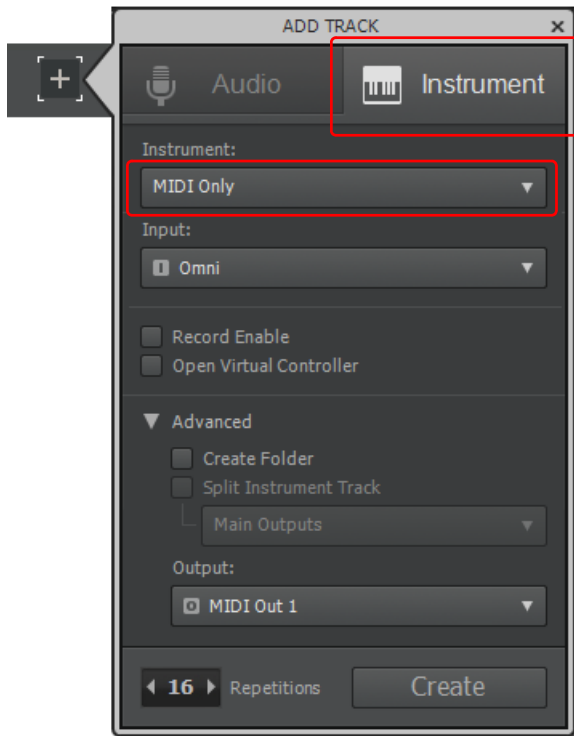 ADD TRACK ×
Audio Instrument
Instrument:
MIDI Only
Input:
Omni
Record Enable
Open Virtual Controller
Advanced
Create Folder
Split Instrument Track
Main Outputs
Output:
MIDI Out 1
16 Repetitions Create